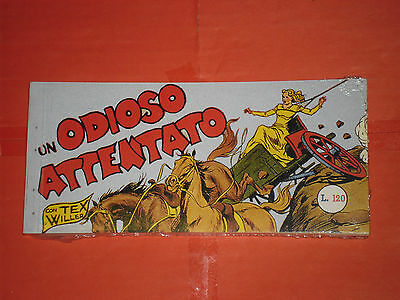 UN ODIOSO
ATTENTATO
CON TEX
WILLER
L. 120